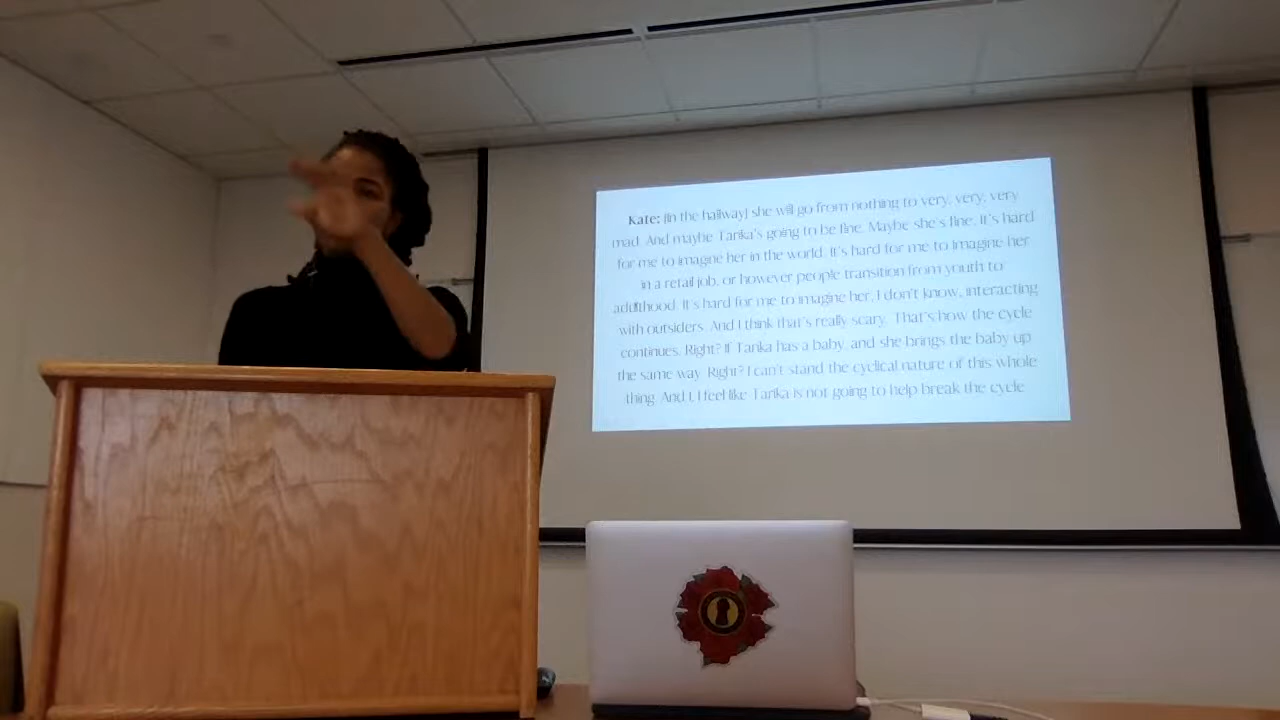 Kate: [in the hallway] she will go from nothing to very, very, very
mad. And maybe Tanka's going to be fine. Maybe she's fine. It's hard
for me to imagine her in the world. It's hard for me to imagine her
in a retail job, or however people transition from youth to
adulthood. It's hard for me to imagine her, I don't know, interacting
with outsiders. And I think that's really scary. That's how the cycle
continues. Right? If Tanka has a baby, and she brings the baby up
the same way. Right? I can't stand the cyclical nature of this whole
thing. And I, I feel like Tanka is not going to help break the cycle